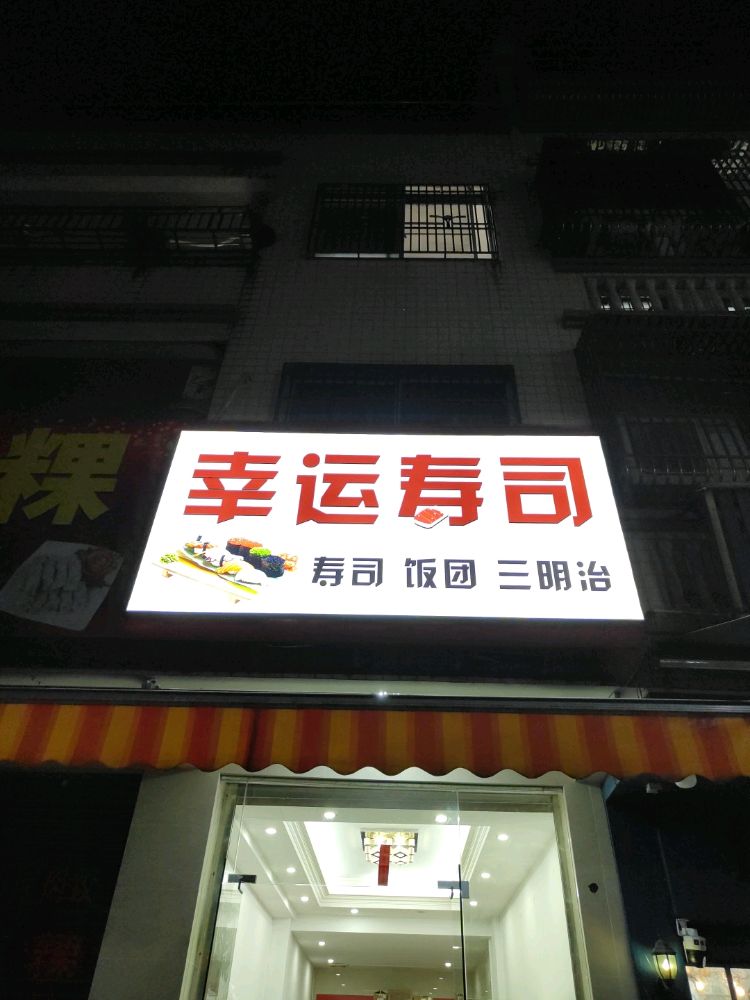 幸运寿司
寿司 饭团 三明治
粿